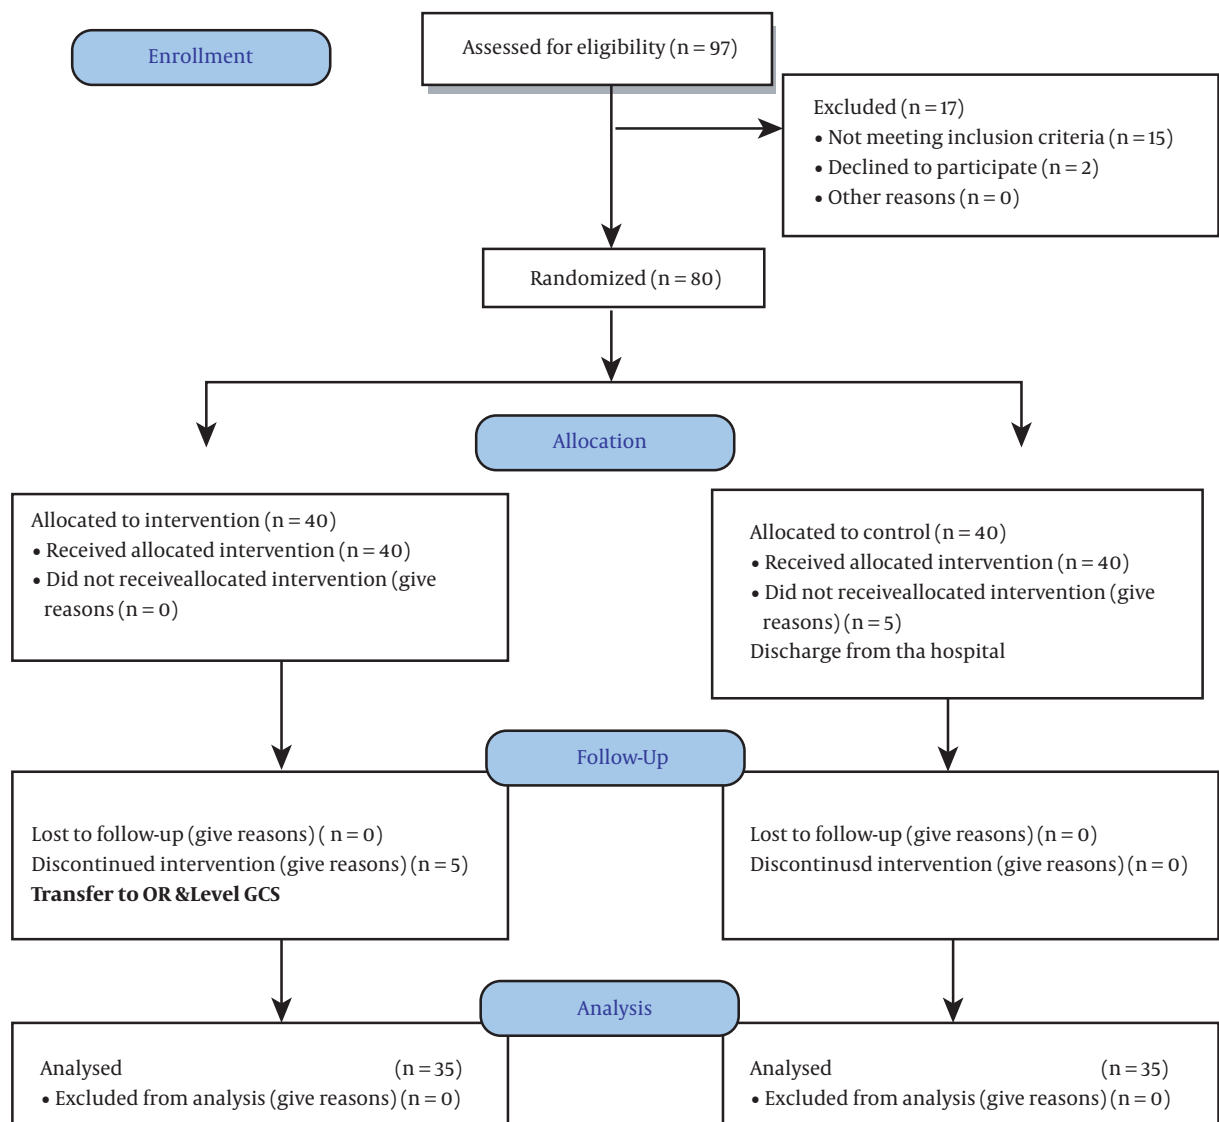 Enrollment
Assessed for eligibility (n = 97)
Excluded (n = 17)
• Not meeting inclusion criteria (n = 15)
• Declined to participate (n = 2)
• Other reasons (n = 0)
Randomized (n = 80)
Allocation
Allocated to intervention (n = 40)
• Received allocated intervention (n = 40)
• Did not receiveallocated intervention (give
reasons (n = 0)
Allocated to control (n = 40)
• Received allocated intervention (n = 40)
• Did not receiveallocated intervention (give
reasons) (n = 5)
Discharge from tha hospital
Follow-Up
Lost to follow-up (give reasons) ( n = 0)
Discontinued intervention (give reasons) (n = 5)
Transfer to OR &Level GCS
Lost to follow-up (give reasons) (n = 0)
Discontinusd intervention (give reasons) (n = 0)
Analysis
Analysed (n = 35)
• Excluded from analysis (give reasons) (n = 0)
Analysed (n = 35)
• Excluded from analysis (give reasons) (n = 0)